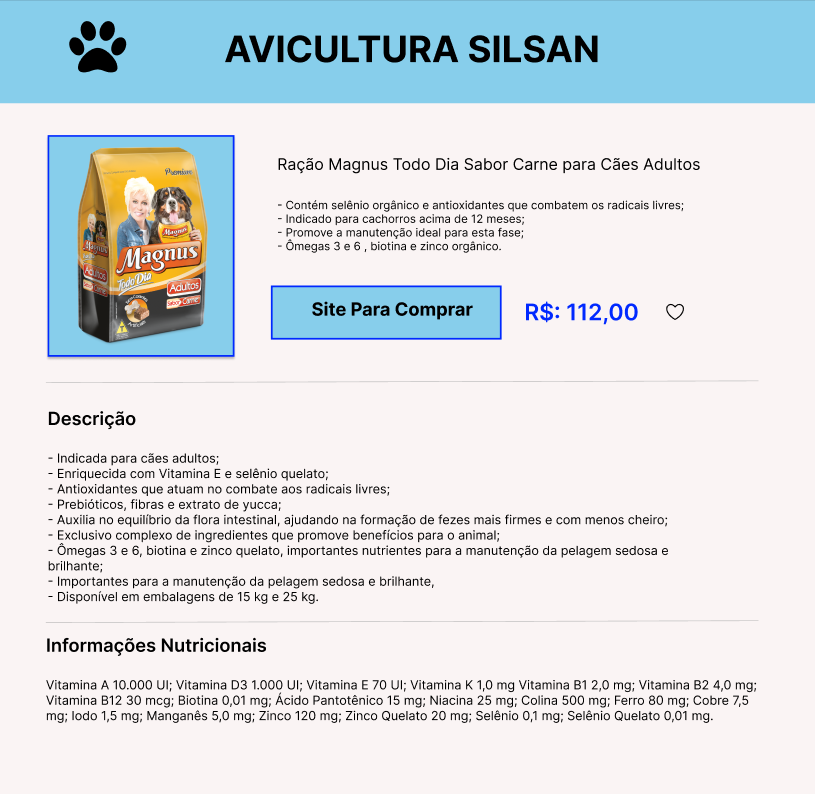 AVICULTURA SILSAN
Premium
Magnus
Todo Dia
Adultos
Sabor Carne
Magnus
Adultos
Ração Magnus Todo Dia Sabor Carne para Cães Adultos
- Contém selênio orgânico e antioxidantes que combatem os radicais livres;
- Indicado para cachorros acima de 12 meses;
- Promove a manutenção ideal para esta fase;
- Ômegas 3 e 6 , biotina e zinco orgânico.
Site Para Comprar
R$: 112,00
Descrição
- Indicada para cães adultos;
- Enriquecida com Vitamina E e selênio quelato;
- Antioxidantes que atuam no combate aos radicais livres;
- Prebióticos, fibras e extrato de yucca;
- Auxilia no equilíbrio da flora intestinal, ajudando na formação de fezes mais firmes e com menos cheiro;
- Exclusivo complexo de ingredientes que promove benefícios para o animal;
- Ômegas 3 e 6, biotina e zinco quelato, importantes nutrientes para a manutenção da pelagem sedosa e
brilhante;
- Importantes para a manutenção da pelagem sedosa e brilhante,
- Disponível em embalagens de 15 kg e 25 kg.
Informações Nutricionais
Vitamina A 10.000 UI; Vitamina D3 1.000 UI; Vitamina E 70 UI; Vitamina K 1,0 mg Vitamina B1 2,0 mg; Vitamina B2 4,0 mg;
Vitamina B12 30 mcg; Biotina 0,01 mg; Ácido Pantotênico 15 mg; Niacina 25 mg; Colina 500 mg; Ferro 80 mg; Cobre 7,5
mg; Iodo 1,5 mg; Manganês 5,0 mg; Zinco 120 mg; Zinco Quelato 20 mg; Selênio 0,1 mg; Selênio Quelato 0,01 mg.